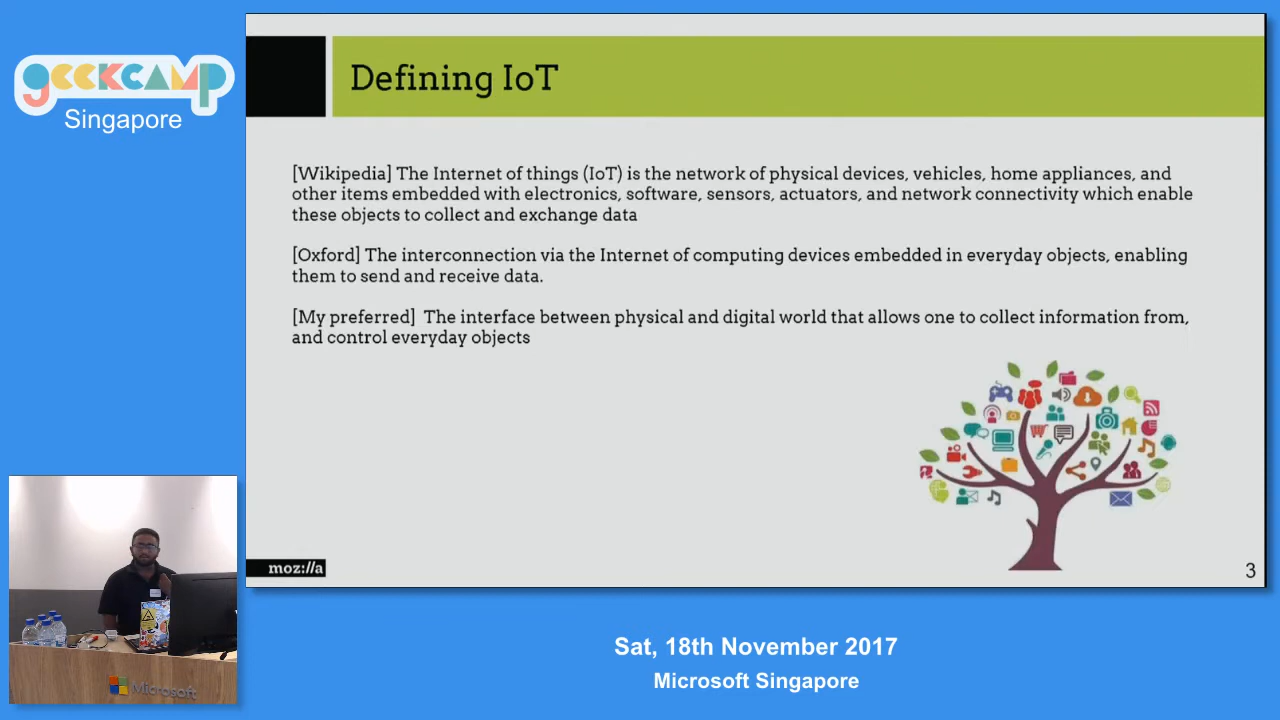 geekcamp
Singapore
Defining IoT
[Wikipedia] The Internet of things (IoT) is the network of physical devices, vehicles, home appliances, and
other items embedded with electronics, software, sensors, actuators, and network connectivity which enable
these objects to collect and exchange data
[Oxford] The interconnection via the Internet of computing devices embedded in everyday objects, enabling
them to send and receive data.
[My preferred]  The interface between physical and digital world that allows one to collect information from,
and control everyday objects
moz://a
3
Microsoft
Sat, 18th November 2017
Microsoft Singapore